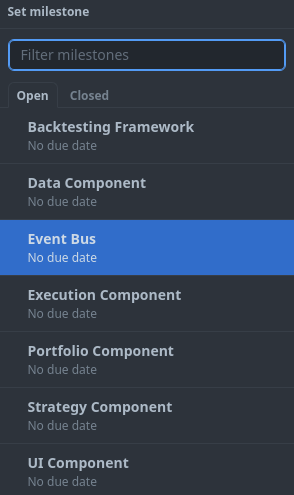 Set milestone
Filter milestones
Open Closed
Backtesting Framework
No due date
Data Component
No due date
Event Bus
No due date
Execution Component
No due date
Portfolio Component
No due date
Strategy Component
No due date
UI Component
No due date